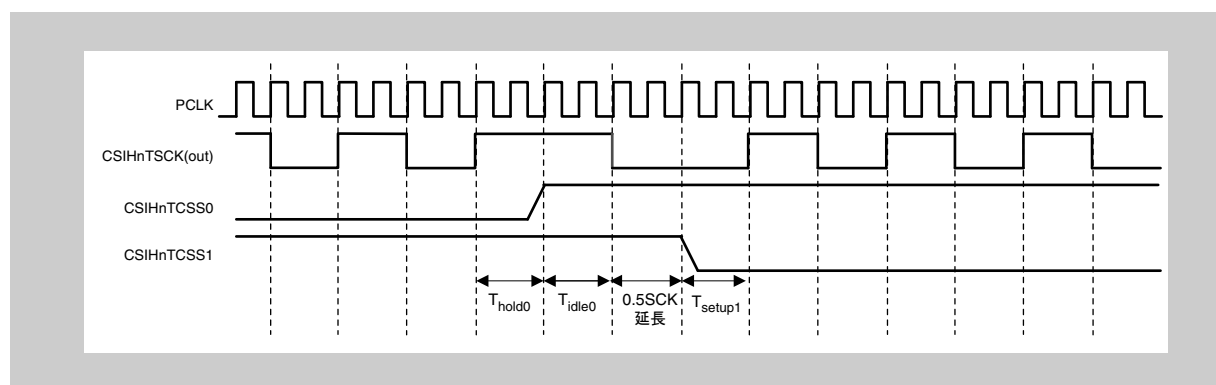 PCLK
CSIHnTSCK(out)
CSIHnTCSS0
CSIHnTCSS1
Thold0
Tidle0
0.5SCK
延長
Tsetup1